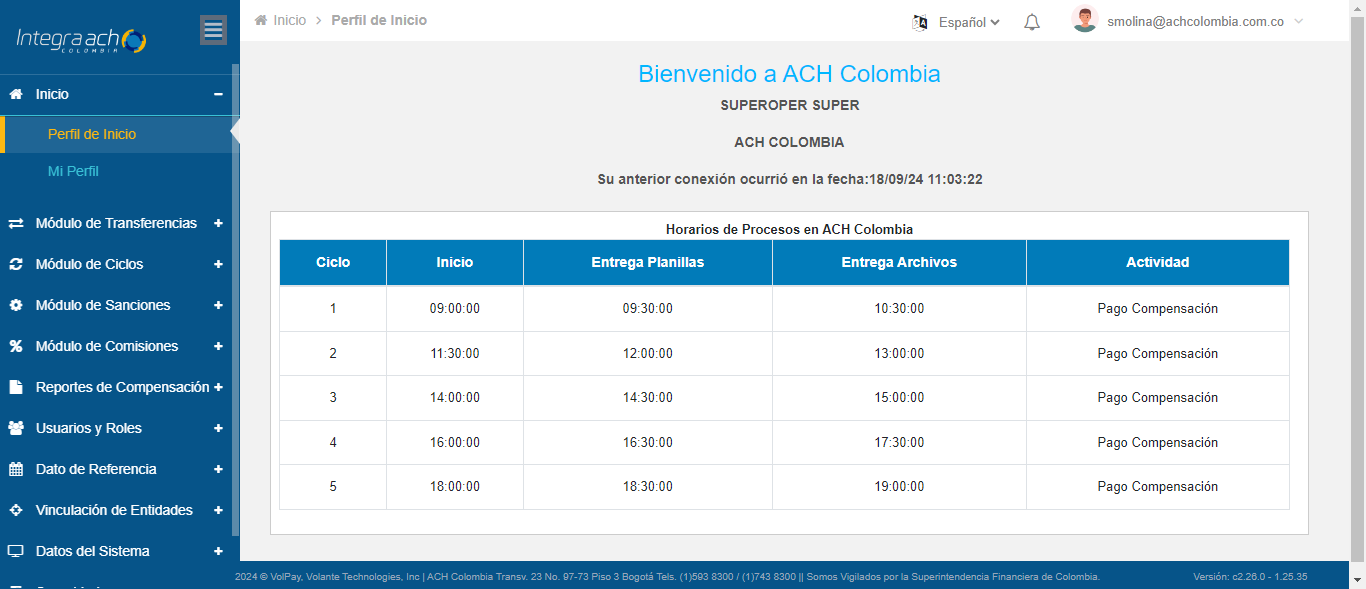 Integra ach
COLOMBIA
Inicio > Perfil de Inicio
Español
smolina@achcolombia.com.co
Inicio
Perfil de Inicio
Mi Perfil
Módulo de Transferencias +
Módulo de Ciclos +
Módulo de Sanciones +
Módulo de Comisiones +
Reportes de Compensación +
Usuarios y Roles +
Dato de Referencia +
Vinculación de Entidades +
Datos del Sistema +
Bienvenido a ACH Colombia
SUPEROPER SUPER
ACH COLOMBIA
Su anterior conexión ocurrió en la fecha:18/09/24 11:03:22
Horarios de Procesos en ACH Colombia
Ciclo Inicio Entrega Planillas Entrega Archivos Actividad
1 09:00:00 09:30:00 10:30:00 Pago Compensación
2 11:30:00 12:00:00 13:00:00 Pago Compensación
3 14:00:00 14:30:00 15:00:00 Pago Compensación
4 16:00:00 16:30:00 17:30:00 Pago Compensación
5 18:00:00 18:30:00 19:00:00 Pago Compensación
2024 © VolPay, Volante Technologies, Inc | ACH Colombia Transv. 23 No. 97-73 Piso 3 Bogotá Tels. (1)593 8300 / (1)743 8300 || Somos Vigilados por la Superintendencia Financiera de Colombia.
Versión: c2.26.0 - 1.25.35